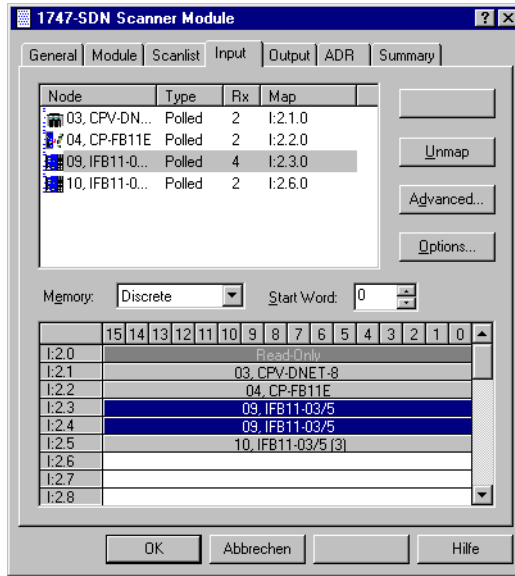 1747-SDN Scanner Module
General Module Scanlist Input Output ADR Summary
Node Type Rx Map
03, CPV-DN... Polled 2 I:2.1.0
04, CP-FB11E Polled 2 I:2.2.0
09, IFB11-0... Polled 4 I:2.3.0
10, IFB11-0... Polled 2 I:2.6.0
Unmap
Advanced...
Options...
Memory: Discrete Start Word: 0
15 14 13 12 11 10 9 8 7 6 5 4 3 2 1 0
I:2.0 Read-Only
I:2.1 03, CPV-DNET-8
I:2.2 04, CP-FB11E
I:2.3 09, IFB11-03/5
I:2.4 09, IFB11-03/5
I:2.5 10, IFB11-03/5 (3)
I:2.6
I:2.7
I:2.8
OK Abbrechen Hilfe